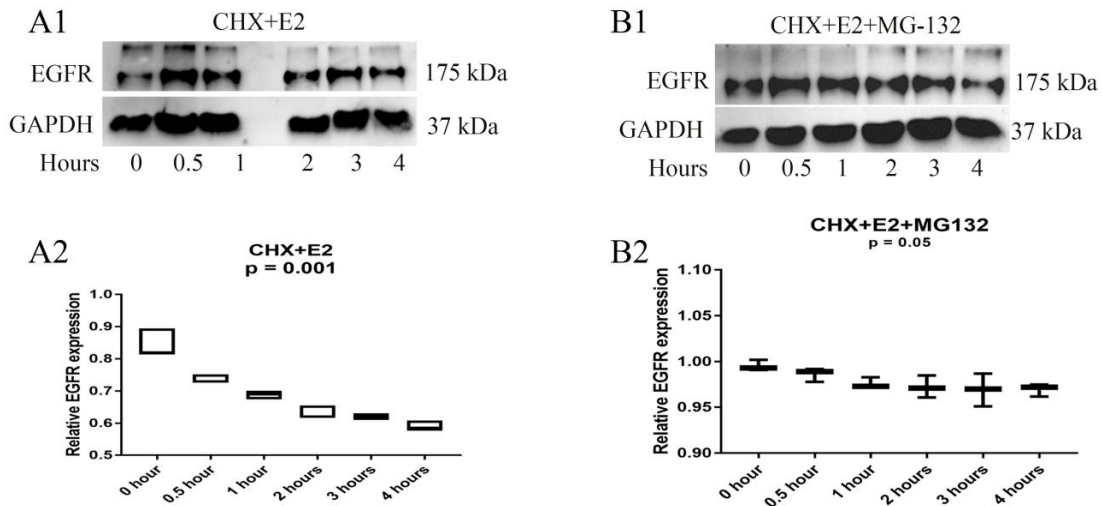 A1
CHX+E2
EGFR 175 kDa
GAPDH 37 kDa
Hours 0 0.5 1 2 3 4
B1
CHX+E2+MG-132
EGFR 175 kDa
GAPDH 37 kDa
Hours 0 0.5 1 2 3 4
A2
CHX+E2
p = 0.001
Relative EGFR expression
1.0
0.9
0.8
0.7
0.6
0.5
0 hour
0.5 hour
1 hour
2 hours
3 hours
4 hours
B2
CHX+E2+MG132
p = 0.05
Relative EGFR expression
1.10
1.05
1.00
0.95
0.90
0 hour
0.5 hour
1 hour
2 hours
3 hours
4 hours